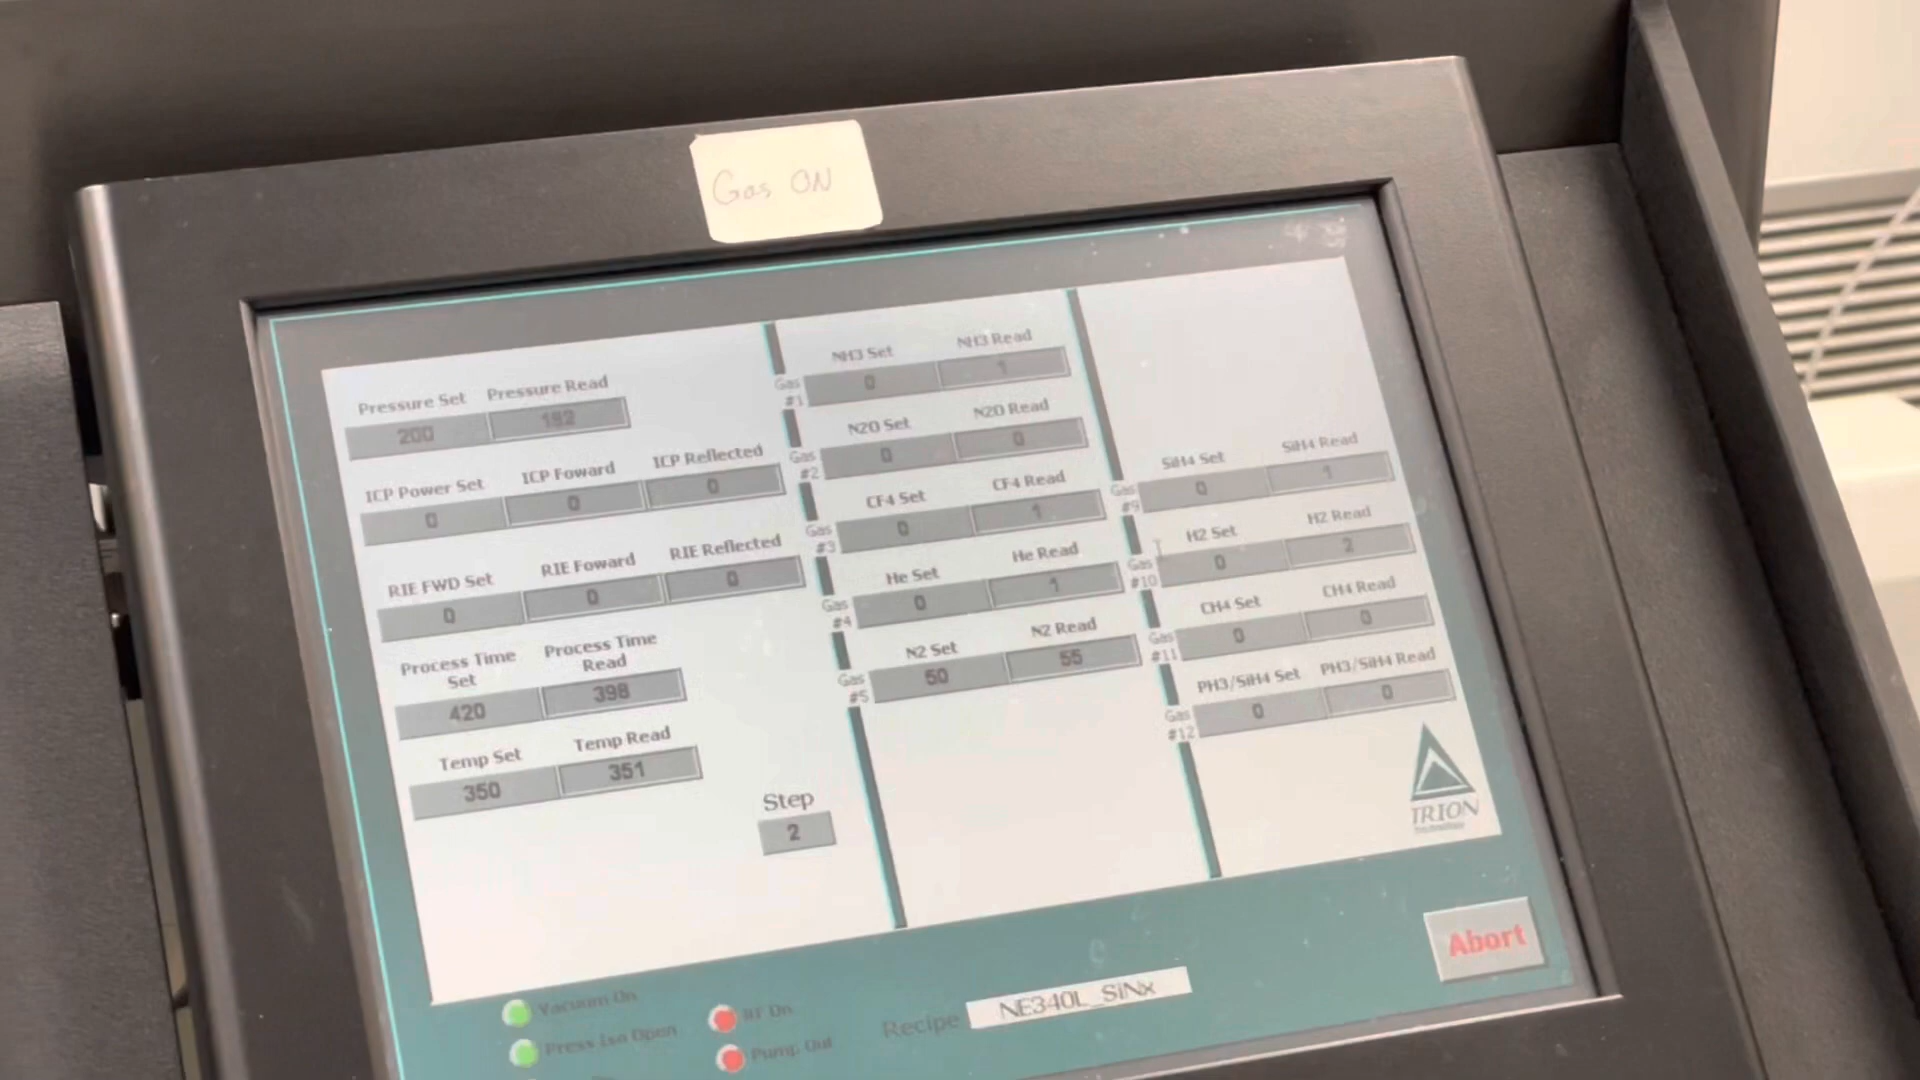 Gas ON
Pressure Set Pressure Read
200 192
ICP Power Set ICP Foward ICP Reflected
0 0 0
RIE FWD Set RIE Foward RIE Reflected
0 0 0
Process Time Set Process Time Read
420 398
Temp Set Temp Read
350 351
Step
2
NH3 Set NH3 Read
Gas #1 0 1
N2O Set N2O Read
Gas #2 0 0
CF4 Set CF4 Read
Gas #3 0 1
He Set He Read
Gas #4 0 1
N2 Set N2 Read
Gas #5 50 55
SiH4 Set SiH4 Read
Gas #9 0 1
H2 Set H2 Read
Gas #10 0 2
CH4 Set CH4 Read
Gas #11 0 0
PH3/SiH4 Set PH3/SiH4 Read
Gas #12 0 0
TRION
Technology
Abort
Vacuum On RF On
Press Iso Open Pump Out
Recipe NE340L_SiNx